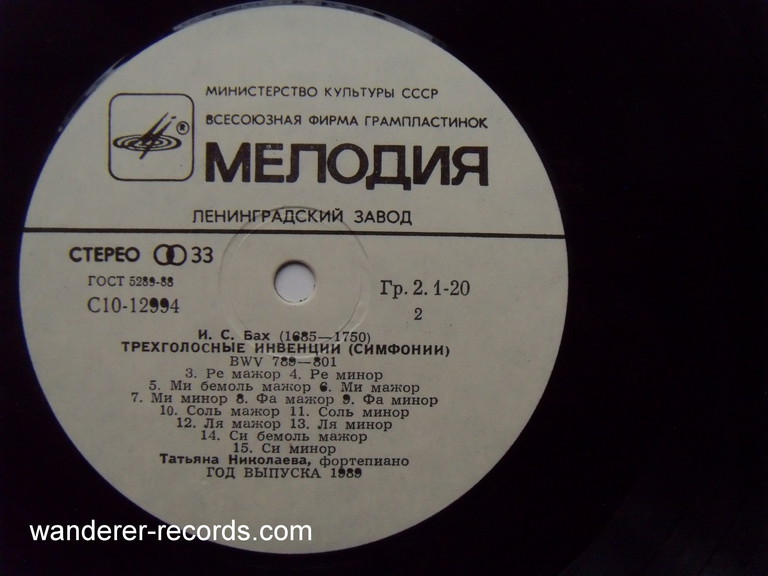 МИНИСТЕРСТВО КУЛЬТУРЫ СССР
ВСЕСОЮЗНАЯ ФИРМА ГРАМПЛАСТИНОК
®
МЕЛОДИЯ
ЛЕНИНГРАДСКИЙ ЗАВОД
СТЕРЕО 33
ГОСТ 5289-88
С10-12994
Гр. 2. 1-20
2
И. С. Бах (1685—1750)
ТРЕХГОЛОСНЫЕ ИНВЕНЦИИ (СИМФОНИИ)
BWV 789—801
3. Ре мажор 4. Ре минор
5. Ми бемоль мажор 6. Ми мажор
7. Ми минор 8. Фа мажор 9. Фа минор
10. Соль мажор 11. Соль минор
12. Ля мажор 13. Ля минор
14. Си бемоль мажор
15. Си минор
Татьяна Николаева, фортепиано
ГОД ВЫПУСКА 1989
wanderer-records.com